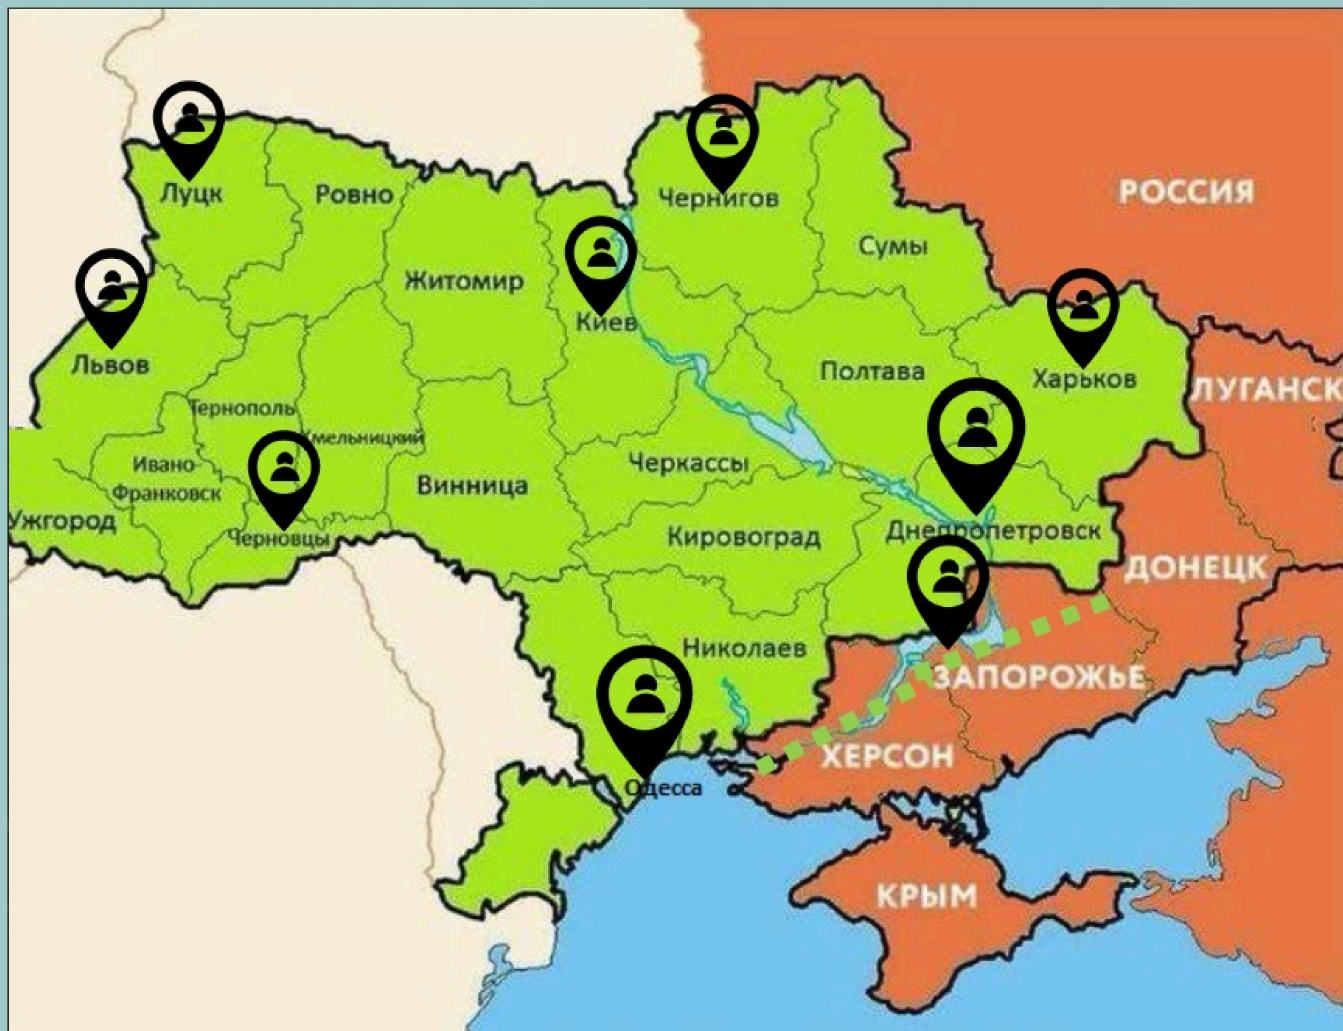 РОССИЯ
Луцк
Ровно
Чернигов
Сумы
Житомир
Киев
Львов
Полтава
Харьков
ЛУГАНСК
Тернополь
Хмельницкий
Ивано-
Франковск
Винница
Черкассы
Ужгород
Черновцы
Кировоград
Днепропетровск
ДОНЕЦК
Николаев
ЗАПОРОЖЬЕ
ХЕРСОН
Одесса
КРЫМ